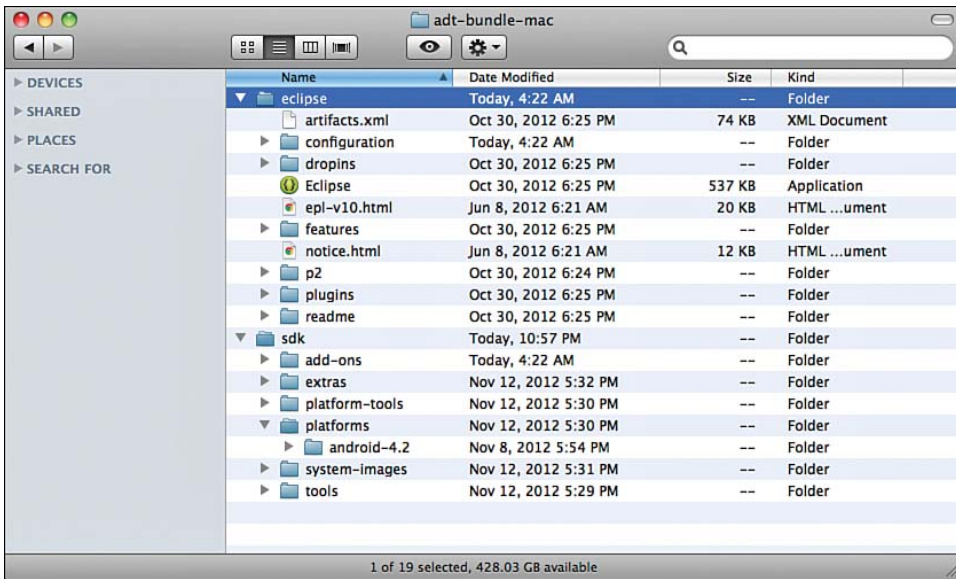 adt-bundle-mac
DEVICES
SHARED
PLACES
SEARCH FOR
Name Date Modified Size Kind
eclipse Today, 4:22 AM -- Folder
artifacts.xml Oct 30, 2012 6:25 PM 74 KB XML Document
configuration Today, 4:22 AM -- Folder
dropins Oct 30, 2012 6:25 PM -- Folder
Eclipse Oct 30, 2012 6:25 PM 537 KB Application
epl-v10.html Jun 8, 2012 6:21 AM 20 KB HTML ...ument
features Oct 30, 2012 6:25 PM -- Folder
notice.html Jun 8, 2012 6:21 AM 12 KB HTML ...ument
p2 Oct 30, 2012 6:24 PM -- Folder
plugins Oct 30, 2012 6:25 PM -- Folder
readme Oct 30, 2012 6:25 PM -- Folder
sdk Today, 10:57 PM -- Folder
add-ons Today, 4:22 AM -- Folder
extras Nov 12, 2012 5:32 PM -- Folder
platform-tools Nov 12, 2012 5:30 PM -- Folder
platforms Nov 12, 2012 5:30 PM -- Folder
android-4.2 Nov 8, 2012 5:54 PM -- Folder
system-images Nov 12, 2012 5:31 PM -- Folder
tools Nov 12, 2012 5:29 PM -- Folder
1 of 19 selected, 428.03 GB available